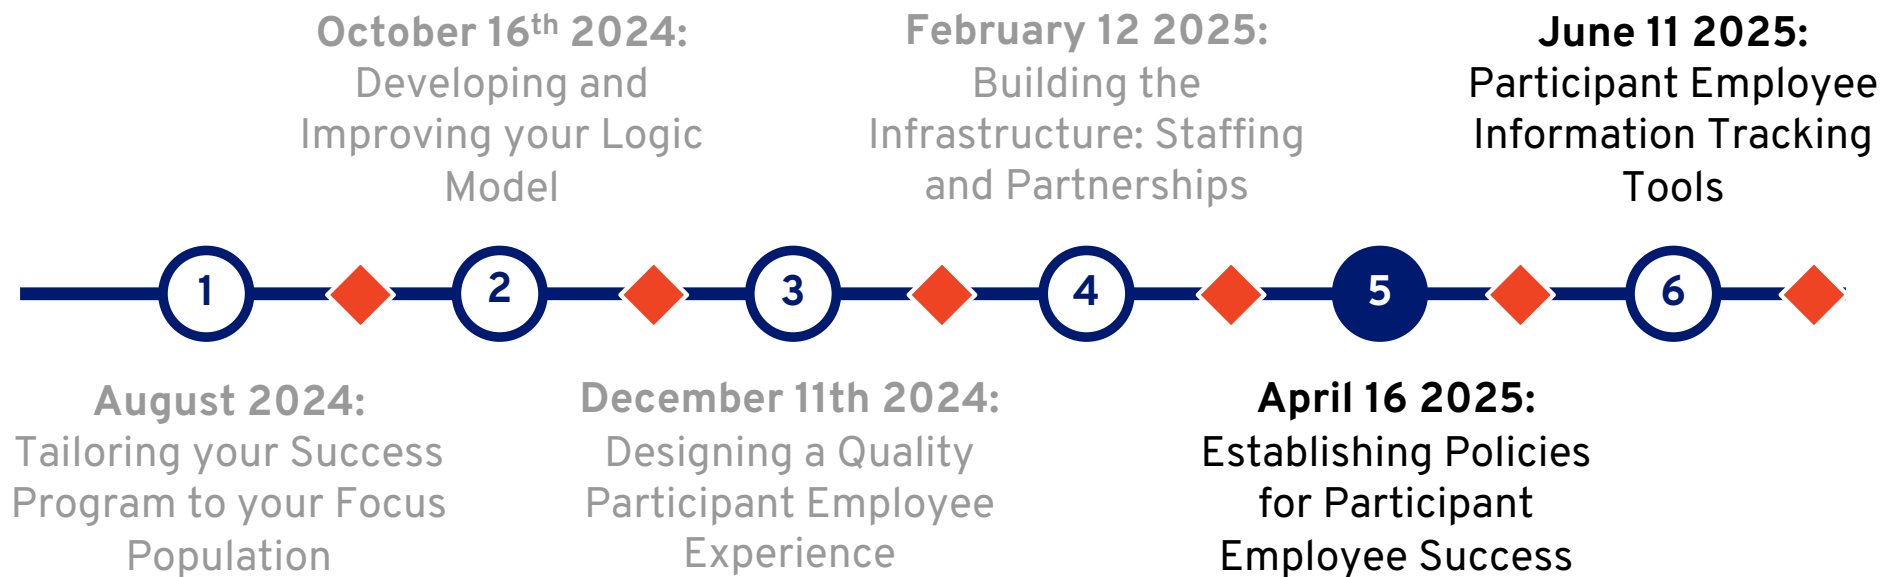 October 16th 2024:
Developing and
Improving your Logic
Model
February 12 2025:
Building the
Infrastructure: Staffing
and Partnerships
June 11 2025:
Participant Employee
Information Tracking
Tools
1
2
3
4
5
6
August 2024:
Tailoring your Success
Program to your Focus
Population
December 11th 2024:
Designing a Quality
Participant Employee
Experience
April 16 2025:
Establishing Policies
for Participant
Employee Success